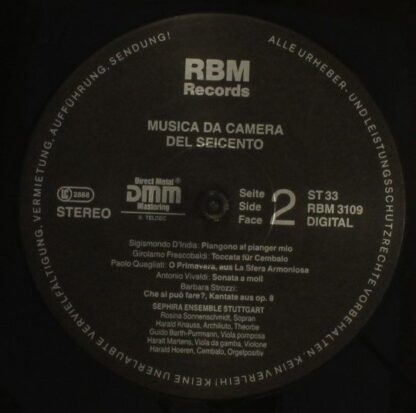 ALLE URHEBER- UND LEISTUNGSSCHUTZRECHTE VORBEHALTEN. KEIN VERLEIH! KEINE UNERLAUBTE VERVIELFÄLTIGUNG, VERMIETUNG, AUFFÜHRUNG, SENDUNG!
RBM
Records
MUSICA DA CAMERA
DEL SEICENTO
LC 2866
STEREO
Direct Metal
DMM
Mastering
TELDEC
Seite
Side
Face
2
ST 33
RBM 3109
DIGITAL
Sigismondo D'India: Piangono al pianger mio
Girolamo Frescobaldi: Toccata für Cembalo
Paolo Quagliati: O Primavera, aus La Sfera Armoniosa
Antonio Vivaldi: Sonata a moll
Barbara Strozzi:
Che si può fare?, Kantate aus op. 8
SEPHIRA ENSEMBLE STUTTGART
Rosina Sonnenschmidt, Sopran
Harald Knauss, Archiliuto, Theorbe
Guido Barth-Purrmann, Viola pomposa
Haralt Martens, Viola da gamba, Violone
Harald Hoeren, Cembalo, Orgelpositiv